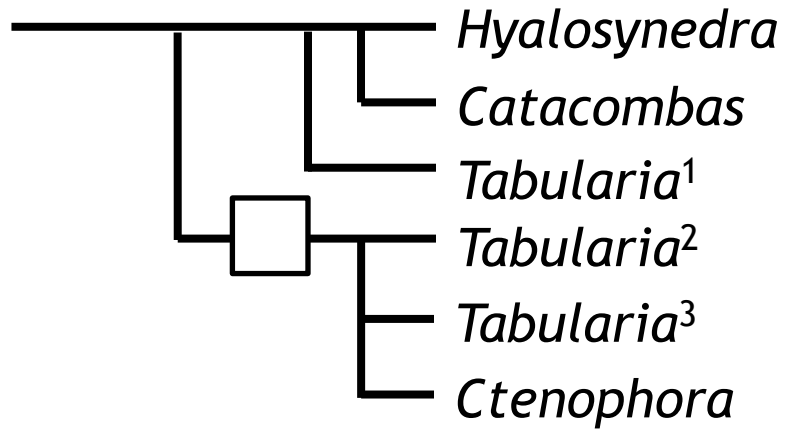 Hyalosynedra
Catacombas
Tabularia¹
Tabularia²
Tabularia³
Ctenophora